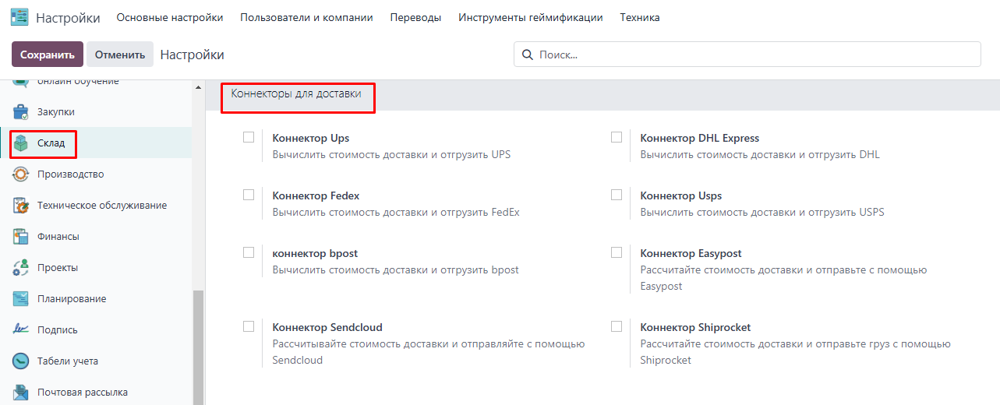 Настройки Основные настройки Пользователи и компании Переводы Инструменты геймификации Техника
Сохранить Отменить Настройки Поиск...
онлайн обучение
Закупки
Склад
Производство
Техническое обслуживание
Финансы
Проекты
Планирование
Подпись
Табели учета
Почтовая рассылка
Коннекторы для доставки
Коннектор Ups
Вычислить стоимость доставки и отгрузить UPS
Коннектор DHL Express
Вычислить стоимость доставки и отгрузить DHL
Коннектор Fedex
Вычислить стоимость доставки и отгрузить FedEx
Коннектор Usps
Вычислить стоимость доставки и отгрузить USPS
коннектор bpost
Вычислить стоимость доставки и отгрузить bpost
Коннектор Easypost
Рассчитайте стоимость доставки и отправьте с помощью
Easypost
Коннектор Sendcloud
Рассчитывайте стоимость доставки и отправляйте с помощью
Sendcloud
Коннектор Shiprocket
Рассчитайте стоимость доставки и отправьте груз с помощью
Shiprocket